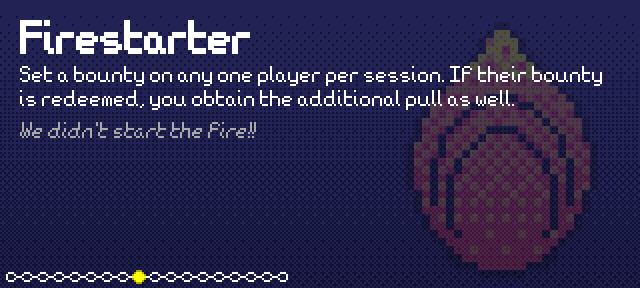 Firestarter
Set a bounty on any one player per session. If their bounty
is redeemed, you obtain the additional pull as well.
We didn't start the fire!!